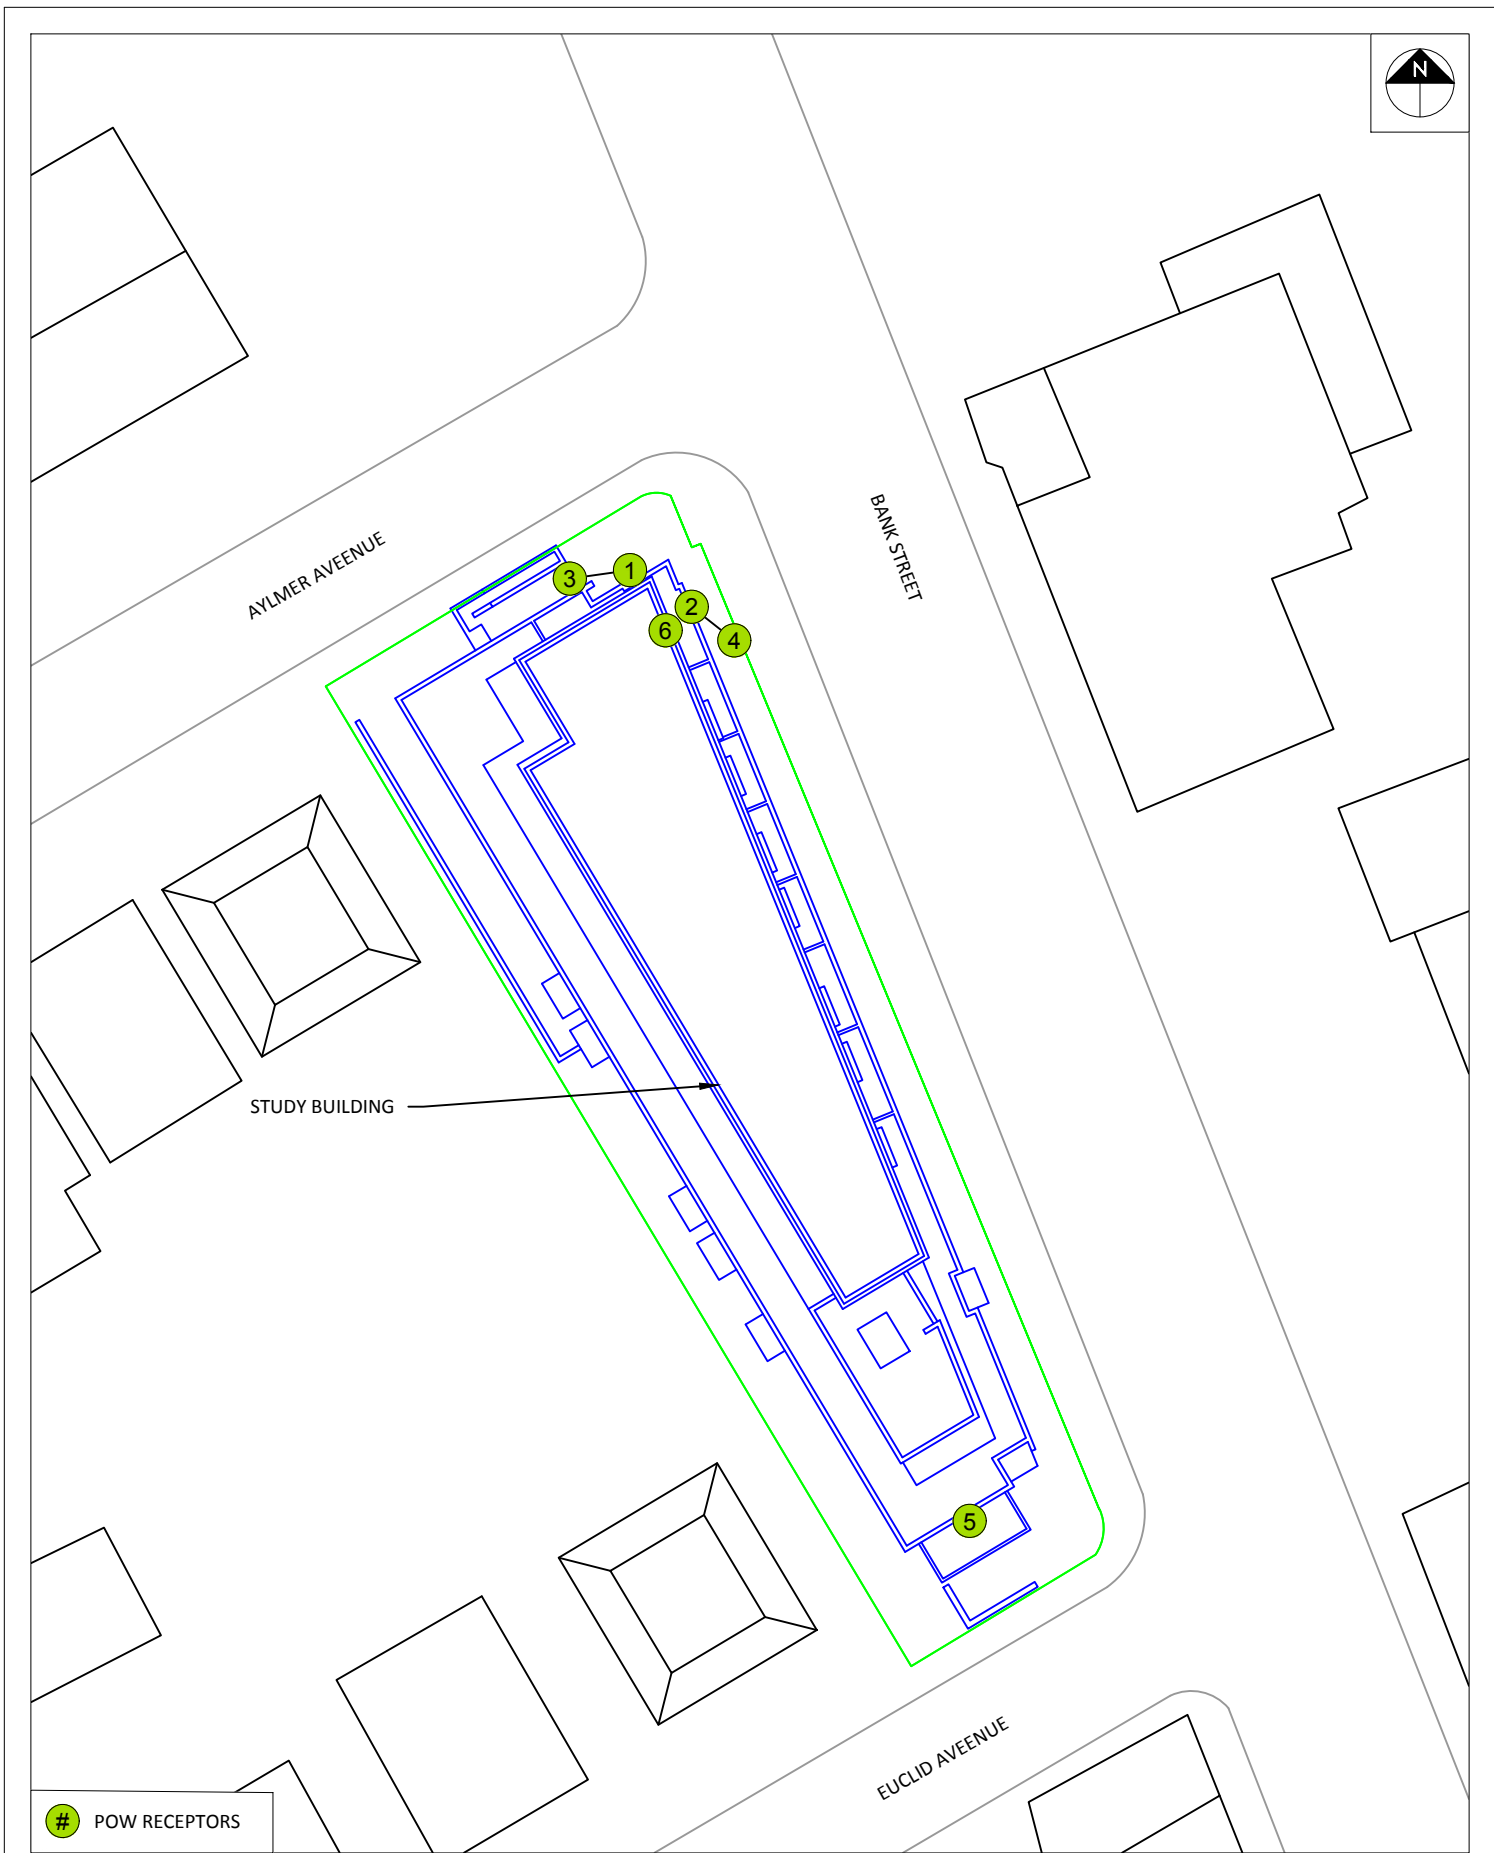 N
AYLMER AVEENUE
BANK STREET
3
1
2
6
4
STUDY BUILDING
5
EUCLID AVEENUE
# POW RECEPTORS